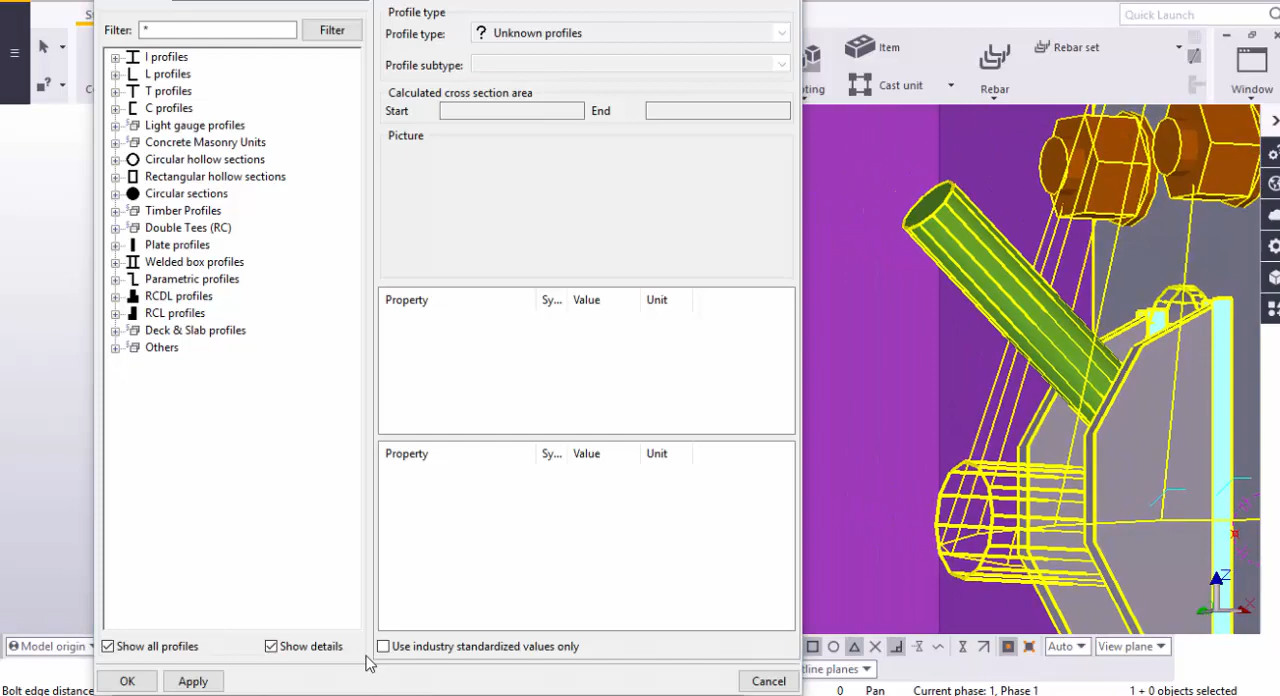 Filter: *
Filter
I profiles
L profiles
T profiles
C profiles
Light gauge profiles
Concrete Masonry Units
Circular hollow sections
Rectangular hollow sections
Circular sections
Timber Profiles
Double Tees (RC)
Plate profiles
Welded box profiles
Parametric profiles
RCDL profiles
RCL profiles
Deck & Slab profiles
Others
Show all profiles
Show details
OK
Apply
Profile type
Profile type: ? Unknown profiles
Profile subtype:
Calculated cross section area
Start
End
Picture
Property Sy... Value Unit
Property Sy... Value Unit
Use industry standardized values only
Cancel
Quick Launch
Item
Rebar set
Cast unit
Rebar
Window
Z
Model origin
Auto
View plane
tline planes
Bolt edge distance
0
Pan
Current phase: 1, Phase 1
1 + 0 objects selected